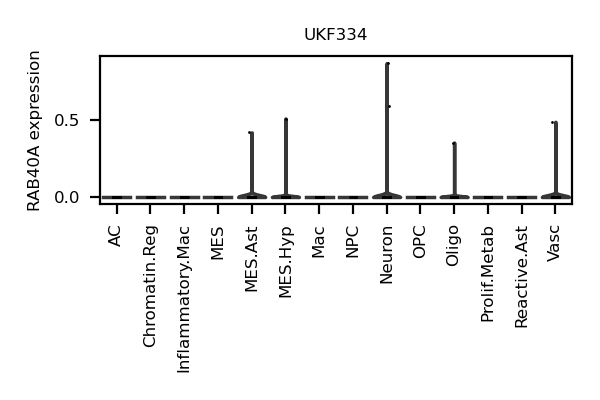 UKF334
RAB40A expression
0.5
0.0
AC
Chromatin.Reg
Inflammatory.Mac
MES
MES.Ast
MES.Hyp
Mac
NPC
Neuron
OPC
Oligo
Prolif.Metab
Reactive.Ast
Vasc